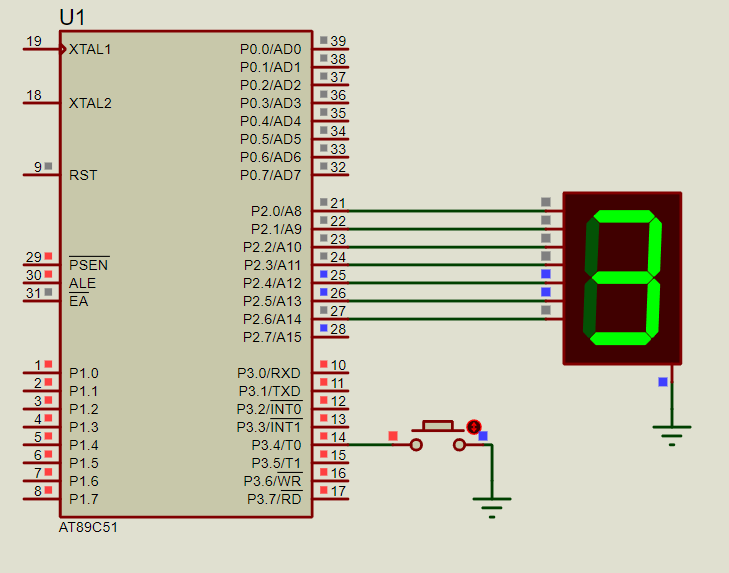 U1
19 XTAL1 P0.0/AD0 39
P0.1/AD1 38
P0.2/AD2 37
18 XTAL2 P0.3/AD3 36
P0.4/AD4 35
P0.5/AD5 34
P0.6/AD6 33
9 RST P0.7/AD7 32
P2.0/A8 21
P2.1/A9 22
P2.2/A10 23
29 PSEN P2.3/A11 24
30 ALE P2.4/A12 25
31 EA P2.5/A13 26
P2.6/A14 27
P2.7/A15 28
1 P1.0 P3.0/RXD 10
2 P1.1 P3.1/TXD 11
3 P1.2 P3.2/INT0 12
4 P1.3 P3.3/INT1 13
5 P1.4 P3.4/T0 14
6 P1.5 P3.5/T1 15
7 P1.6 P3.6/WR 16
8 P1.7 P3.7/RD 17
AT89C51
3